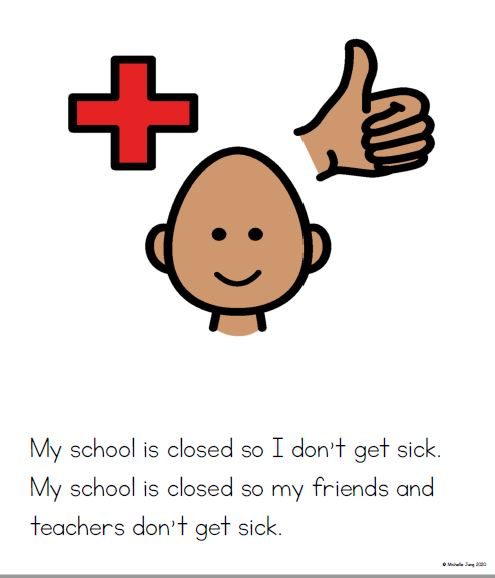 My school is closed so I don't get sick.
My school is closed so my friends and
teachers don't get sick.
© Michelle Jung 2020